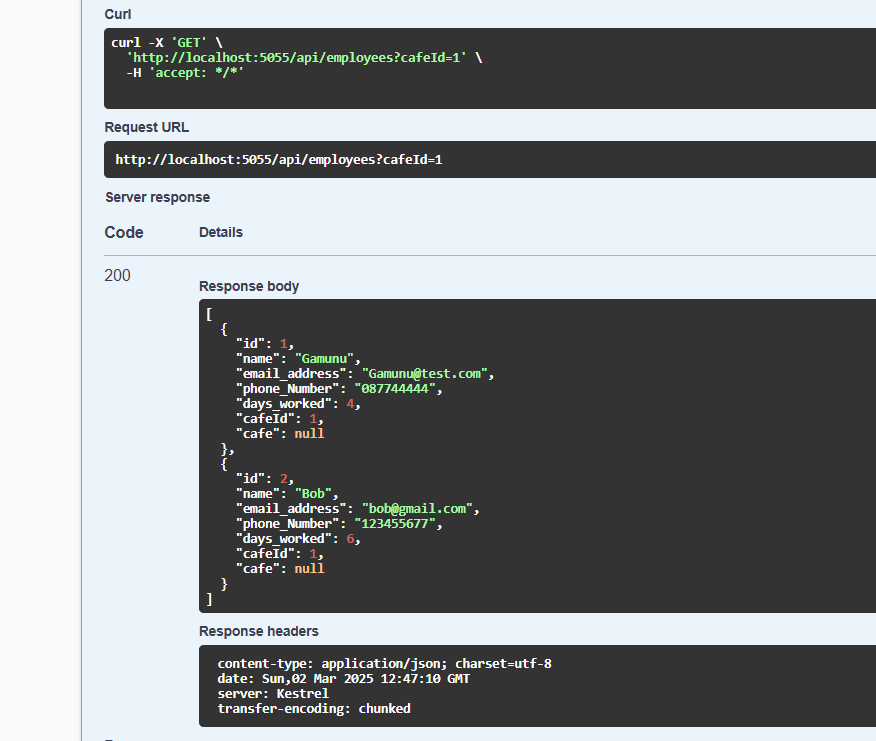 Curl
curl -X 'GET' \
'http://localhost:5055/api/employees?cafeId=1' \
-H 'accept: */*'
Request URL
http://localhost:5055/api/employees?cafeId=1
Server response
Code Details
200
Response body
[
{
"id": 1,
"name": "Gamunu",
"email_address": "Gamunu@test.com",
"phone_Number": "087744444",
"days_worked": 4,
"cafeId": 1,
"cafe": null
},
{
"id": 2,
"name": "Bob",
"email_address": "bob@gmail.com",
"phone_Number": "123455677",
"days_worked": 6,
"cafeId": 1,
"cafe": null
}
]
Response headers
content-type: application/json; charset=utf-8
date: Sun,02 Mar 2025 12:47:10 GMT
server: Kestrel
transfer-encoding: chunked